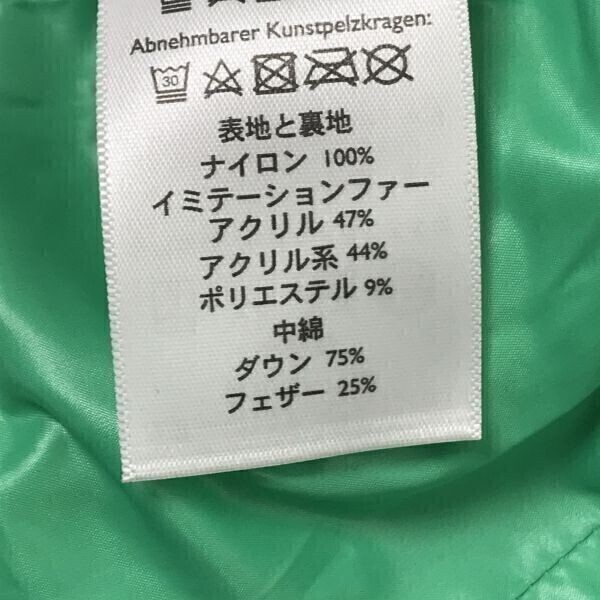 Abnehmbarer Kunstpelzkragen:
30
表地と裏地
ナイロン 100%
イミテーションファー
アクリル 47%
アクリル系 44%
ポリエステル 9%
中綿
ダウン 75%
フェザー 25%